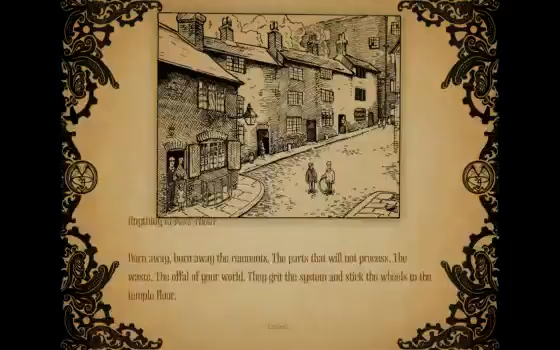 Burn away, burn away the remnants. The parts that will not process. The
waste. The offal of your world. They grit the system and stick the wheels to the
temple floor.